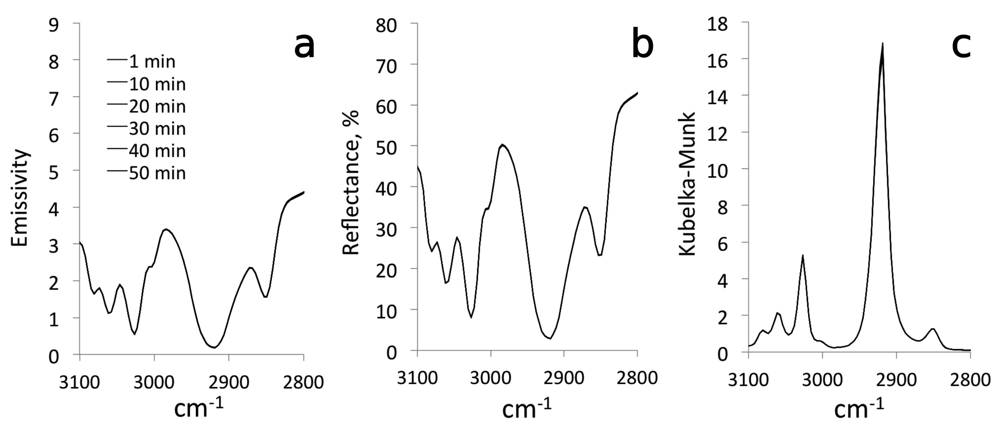 a
Emissivity
9
8
7
6
5
4
3
2
1
0
1 min
10 min
20 min
30 min
40 min
50 min
3100 3000 2900 2800
cm-1
b
Reflectance, %
80
70
60
50
40
30
20
10
0
3100 3000 2900 2800
cm-1
c
Kubelka-Munk
18
16
14
12
10
8
6
4
2
0
3100 3000 2900 2800
cm-1